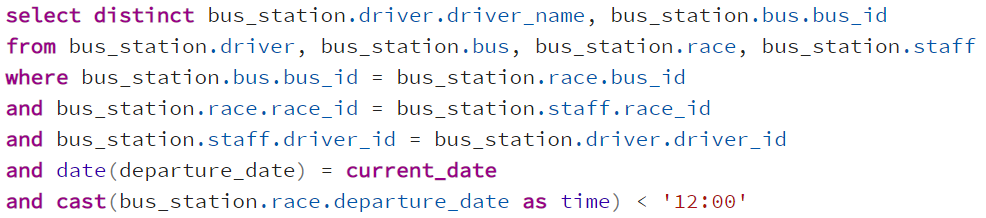 select distinct bus_station.driver.driver_name, bus_station.bus.bus_id
from bus_station.driver, bus_station.bus, bus_station.race, bus_station.staff
where bus_station.bus.bus_id = bus_station.race.bus_id
and bus_station.race.race_id = bus_station.staff.race_id
and bus_station.staff.driver_id = bus_station.driver.driver_id
and date(departure_date) = current_date
and cast(bus_station.race.departure_date as time) < '12:00'